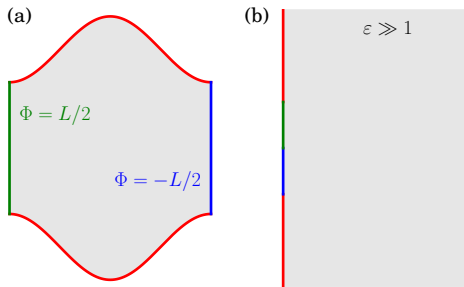 (a)
(b)
ε ≫ 1
Φ = L/2
Φ = −L/2